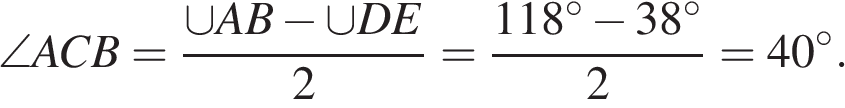 ∠ACB = (∪AB − ∪DE)/2 = (118° − 38°)/2 = 40°.